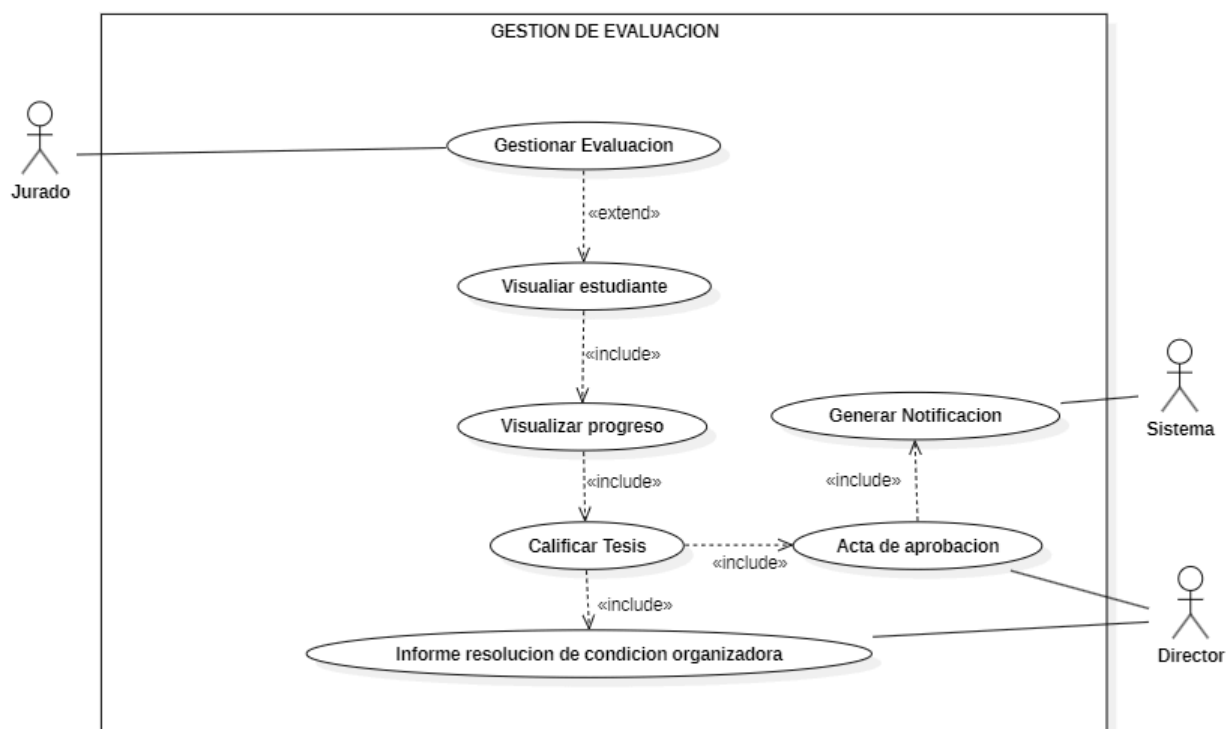 GESTION DE EVALUACION
Jurado
Gestionar Evaluacion
«extend»
Visualiar estudiante
«include»
Visualizar progreso
Generar Notificacion
Sistema
«include»
«include»
Calificar Tesis
«include»
Acta de aprobacion
«include»
Informe resolucion de condicion organizadora
Director